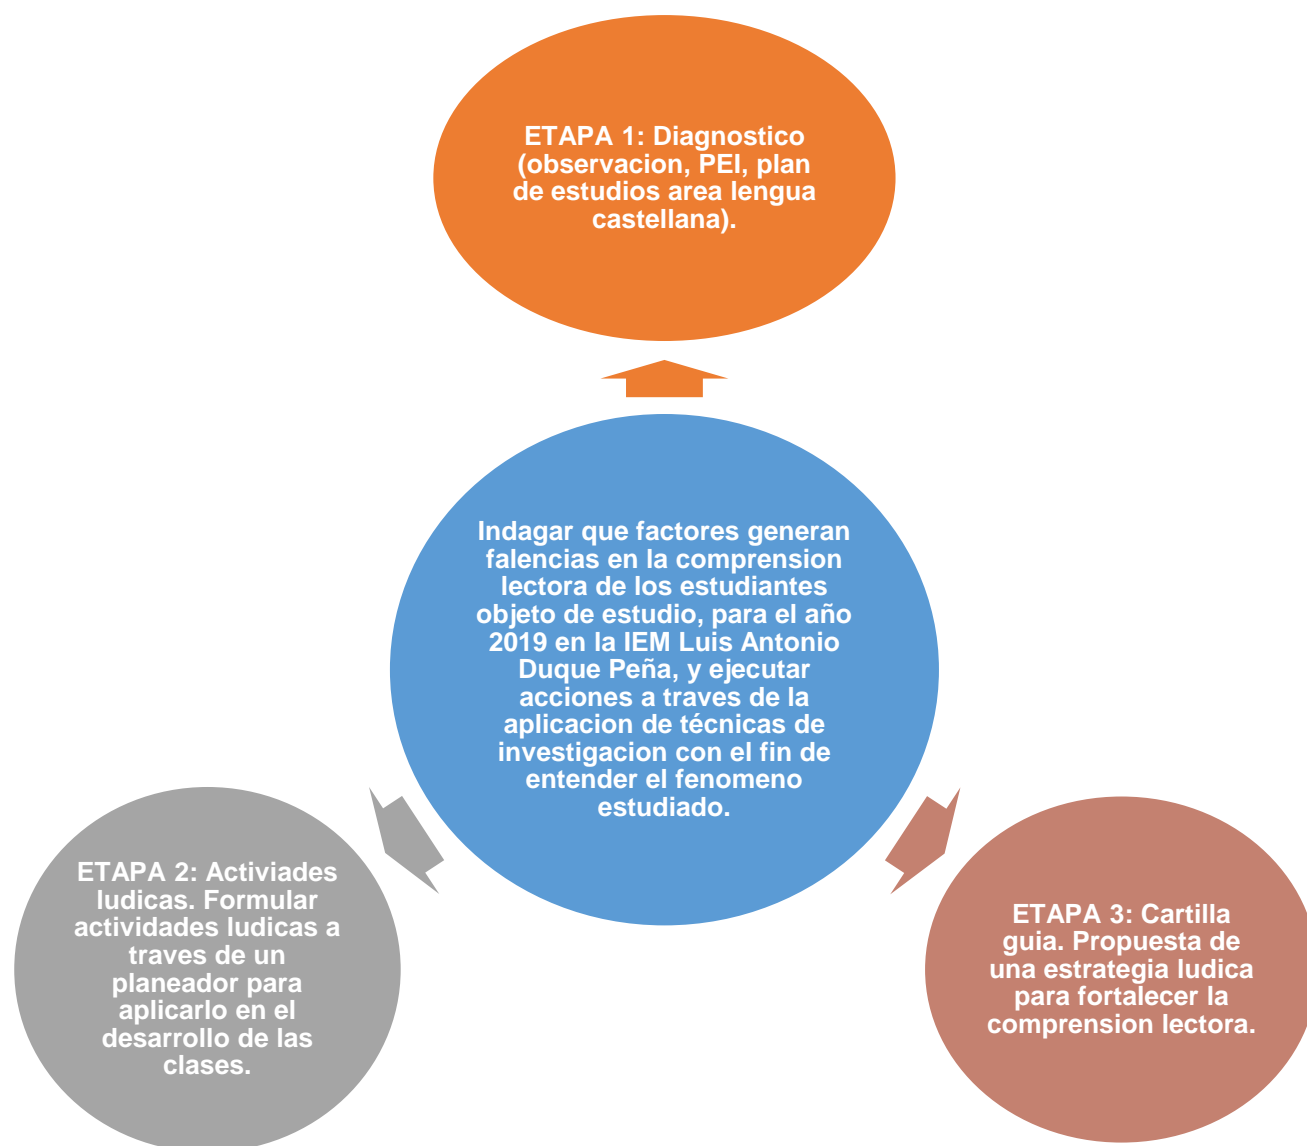 ETAPA 1: Diagnostico
(observacion, PEI, plan
de estudios area lengua
castellana).
Indagar que factores generan
falencias en la comprension
lectora de los estudiantes
objeto de estudio, para el año
2019 en la IEM Luis Antonio
Duque Peña, y ejecutar
acciones a traves de la
aplicacion de técnicas de
investigacion con el fin de
entender el fenomeno
estudiado.
ETAPA 2: Activiades
ludicas. Formular
actividades ludicas a
traves de un
planeador para
aplicarlo en el
desarrollo de las
clases.
ETAPA 3: Cartilla
guia. Propuesta de
una estrategia ludica
para fortalecer la
comprension lectora.